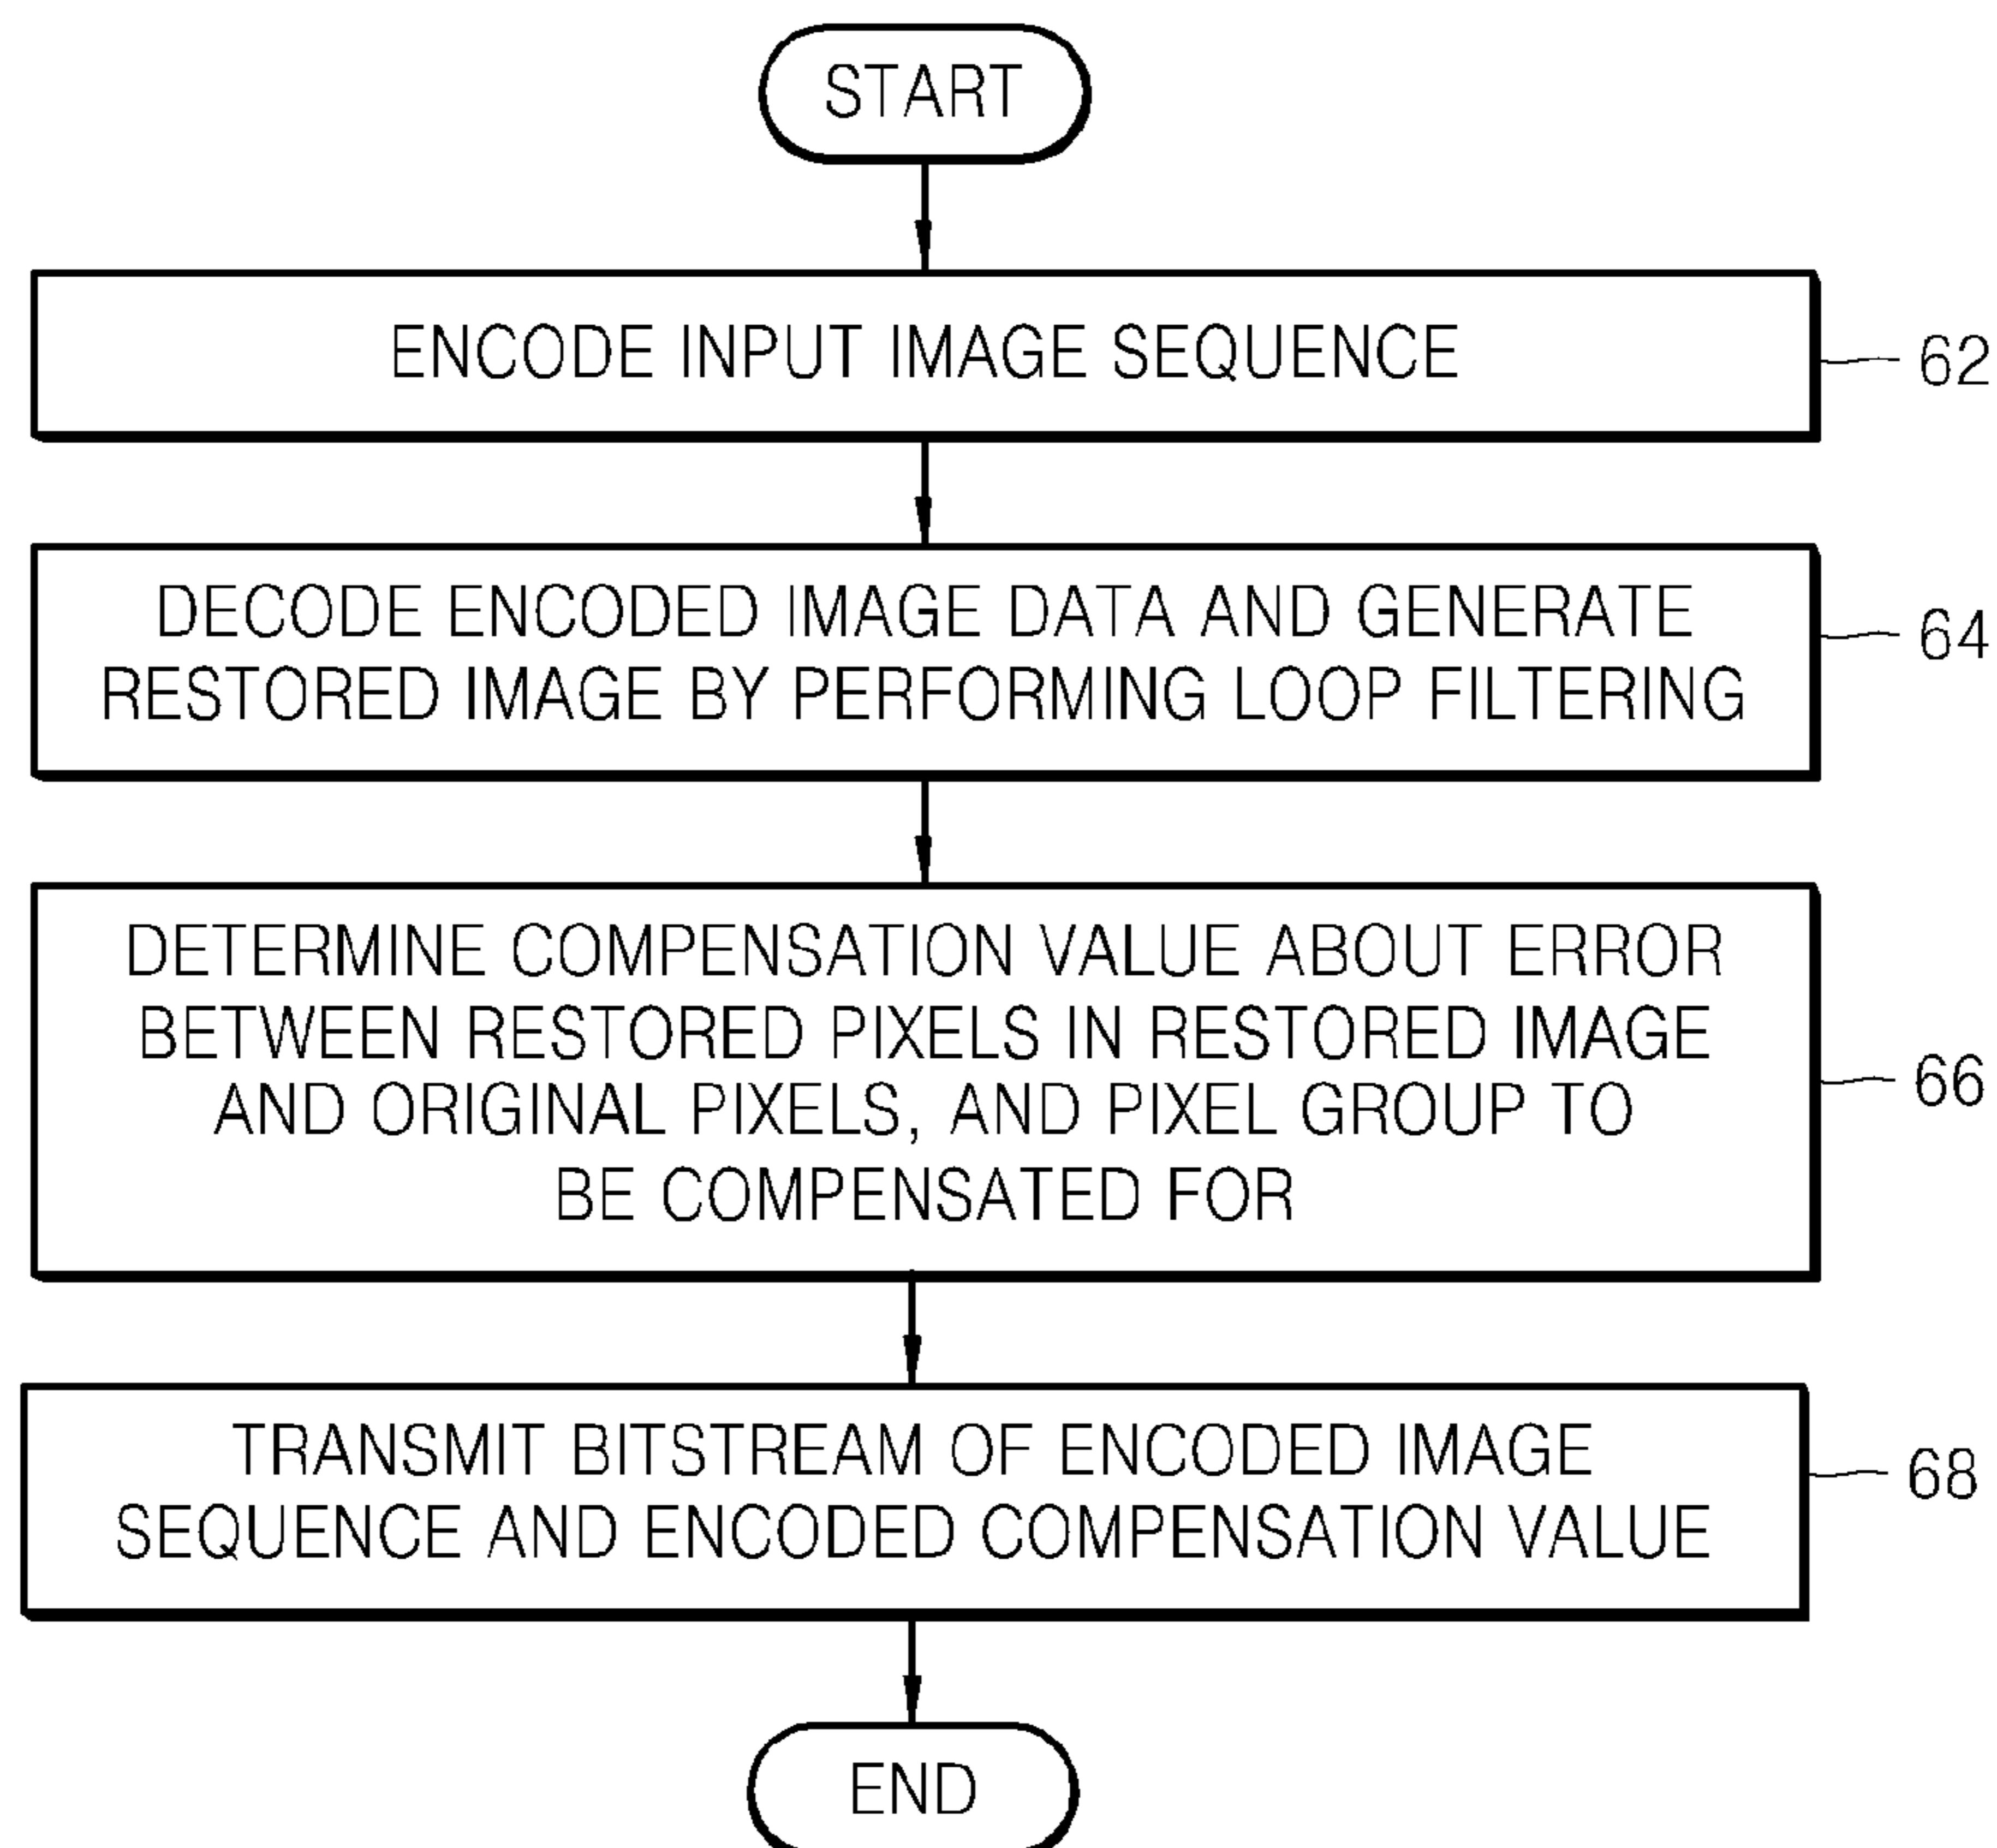 START
ENCODE INPUT IMAGE SEQUENCE
62
DECODE ENCODED IMAGE DATA AND GENERATE
RESTORED IMAGE BY PERFORMING LOOP FILTERING
64
DETERMINE COMPENSATION VALUE ABOUT ERROR
BETWEEN RESTORED PIXELS IN RESTORED IMAGE
AND ORIGINAL PIXELS, AND PIXEL GROUP TO
BE COMPENSATED FOR
66
TRANSMIT BITSTREAM OF ENCODED IMAGE
SEQUENCE AND ENCODED COMPENSATION VALUE
68
END